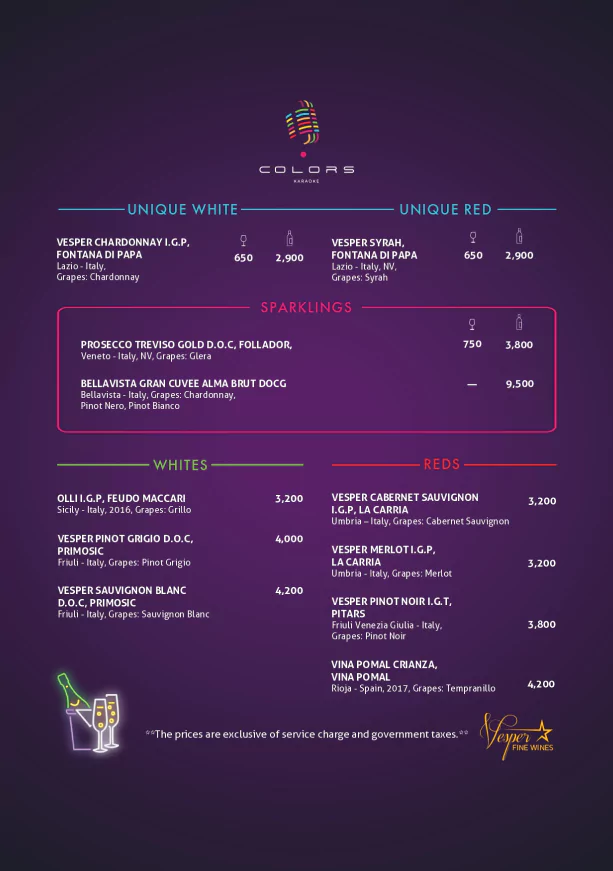 COLORS
KARAOKE
UNIQUE WHITE
VESPER CHARDONNAY I.G.P,
FONTANA DI PAPA
650 2,900
Lazio - Italy,
Grapes: Chardonnay
UNIQUE RED
VESPER SYRAH,
FONTANA DI PAPA
650 2,900
Lazio - Italy, NV,
Grapes: Syrah
SPARKLINGS
PROSECCO TREVISO GOLD D.O.C, FOLLADOR, 750 3,800
Veneto - Italy, NV, Grapes: Glera
BELLAVISTA GRAN CUVEE ALMA BRUT DOCG — 9,500
Bellavista - Italy, Grapes: Chardonnay,
Pinot Nero, Pinot Bianco
WHITES
OLLI I.G.P, FEUDO MACCARI 3,200
Sicily - Italy, 2016, Grapes: Grillo
VESPER PINOT GRIGIO D.O.C, 4,000
PRIMOSIC
Friuli - Italy, Grapes: Pinot Grigio
VESPER SAUVIGNON BLANC 4,200
D.O.C, PRIMOSIC
Friuli - Italy, Grapes: Sauvignon Blanc
REDS
VESPER CABERNET SAUVIGNON 3,200
I.G.P, LA CARRIA
Umbria – Italy, Grapes: Cabernet Sauvignon
VESPER MERLOT I.G.P,
LA CARRIA 3,200
Umbria - Italy, Grapes: Merlot
VESPER PINOT NOIR I.G.T,
PITARS
Friuli Venezia Giulia - Italy, 3,800
Grapes: Pinot Noir
VINA POMAL CRIANZA,
VINA POMAL
Rioja - Spain, 2017, Grapes: Tempranillo 4,200
**The prices are exclusive of service charge and government taxes.**
Vesper
FINE WINES